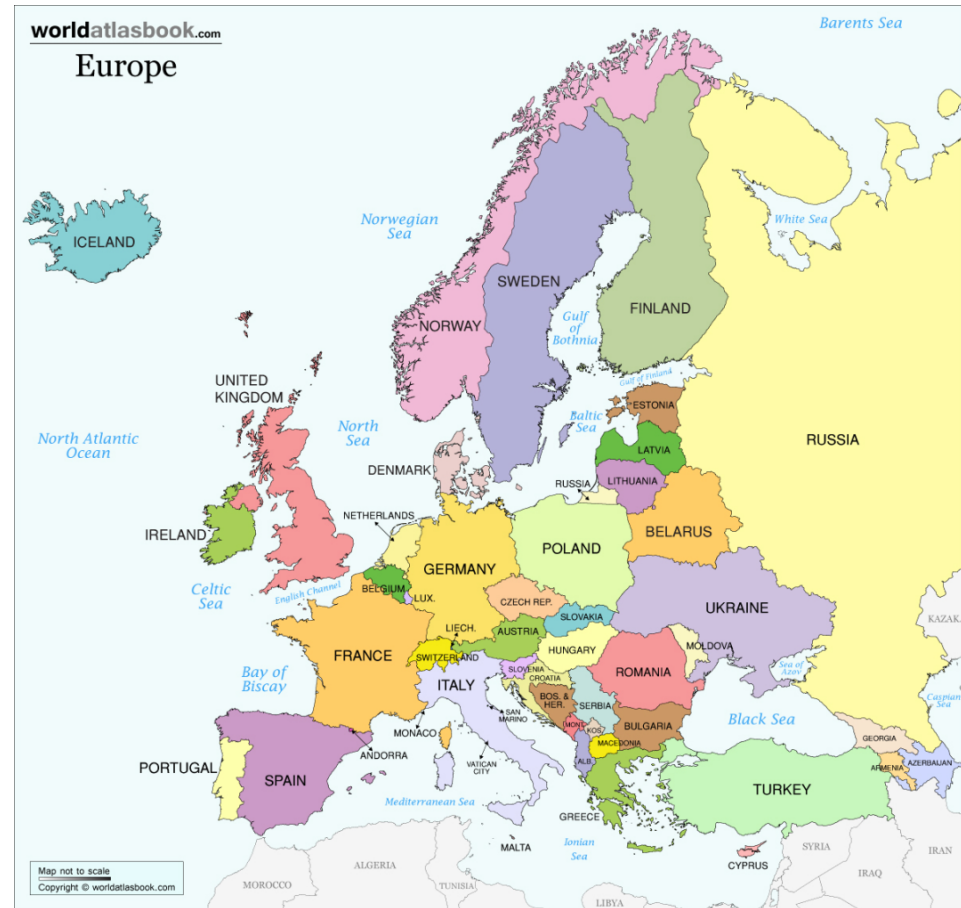 worldatlasbook.com
Europe
Barents Sea
ICELAND
Norwegian
Sea
White Sea
SWEDEN
FINLAND
NORWAY
Gulf
of
Bothnia
Gulf of Finland
UNITED
KINGDOM
ESTONIA
North
Sea
Baltic
Sea
North Atlantic
Ocean
RUSSIA
LATVIA
DENMARK
LITHUANIA
RUSSIA
NETHERLANDS
BELARUS
IRELAND
POLAND
GERMANY
Celtic
Sea
English Channel
BELGIUM
LUX.
CZECH REP.
UKRAINE
SLOVAKIA
KAZAK
LIECH.
AUSTRIA
MOLDOVA
HUNGARY
FRANCE
SWITZERLAND
Bay of
Biscay
SLOVENIA
CROATIA
ROMANIA
Sea of
Azov
ITALY
BOS. &
HER.
SERBIA
Caspian
Sea
SAN
MARINO
Black Sea
MONT.
KOS.
BULGARIA
MONACO
GEORGIA
MACEDONIA
ANDORRA
VATICAN
CITY
ALB.
ARMENIA
AZERBAIJAN
PORTUGAL
SPAIN
TURKEY
Mediterranean Sea
GREECE
Ionian
Sea
MALTA
CYPRUS
SYRIA
IRAN
IRAQ
ALGERIA
MOROCCO
TUNISIA
LIBYA
Map not to scale
Copyright © worldatlasbook.com